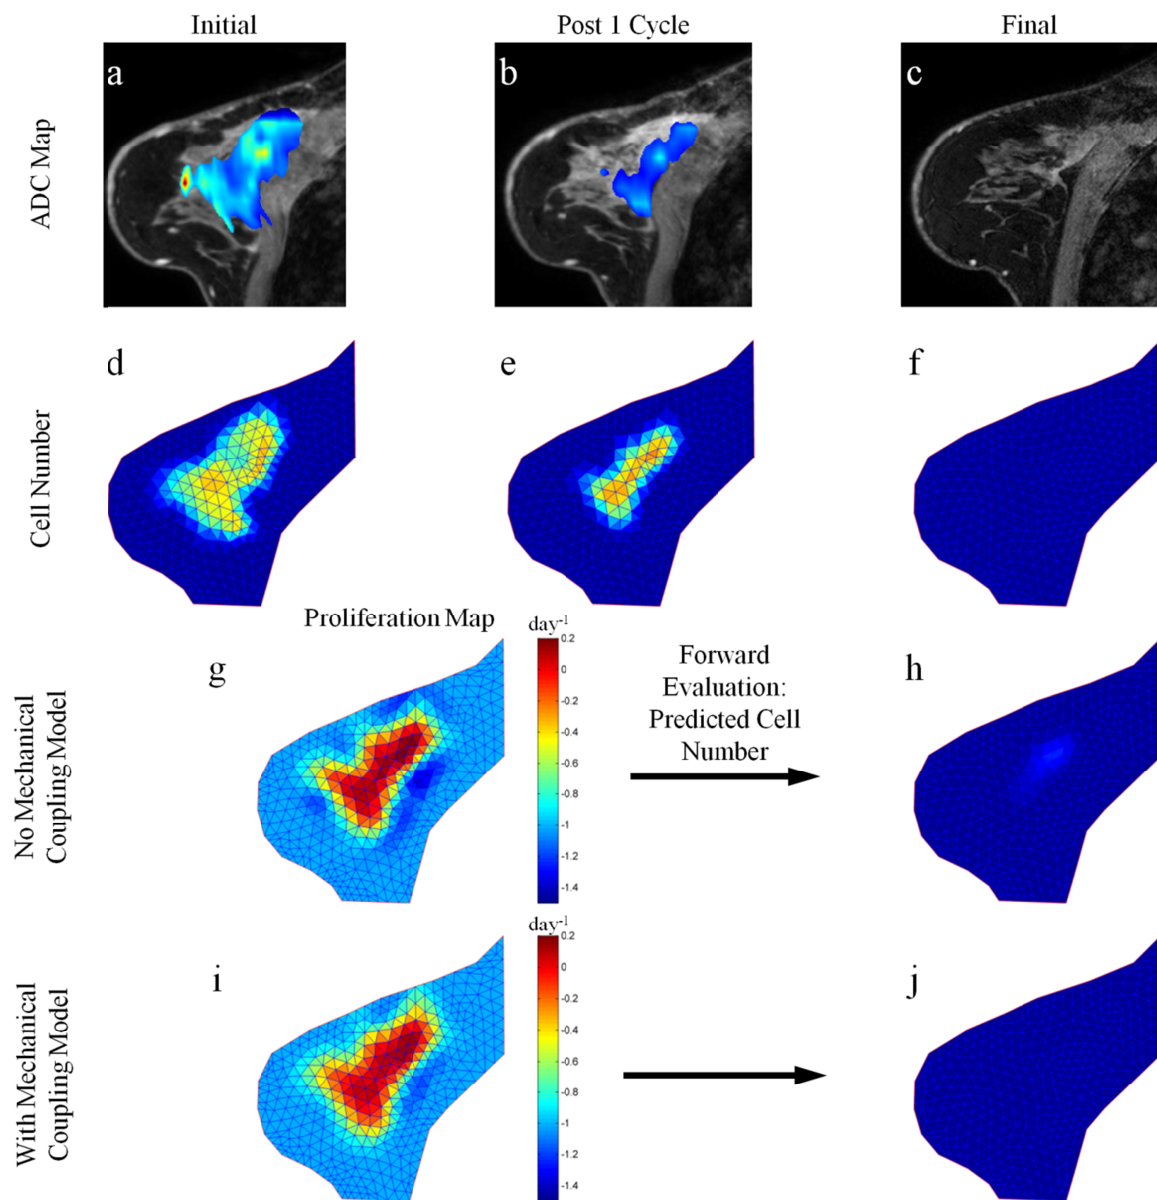 Initial
Post 1 Cycle
Final
ADC Map
a
b
c
Cell Number
d
e
f
Proliferation Map
No Mechanical
Coupling Model
g
day-1
0.2
0
-0.2
-0.4
-0.6
-0.8
-1
-1.2
-1.4
Forward
Evaluation:
Predicted Cell
Number
h
With Mechanical
Coupling Model
i
day-1
0.2
0
-0.2
-0.4
-0.6
-0.8
-1
-1.2
-1.4
j